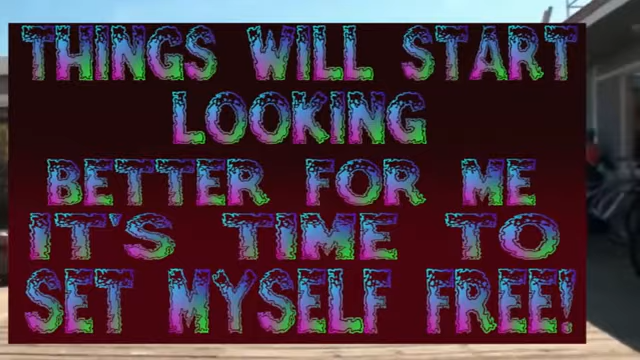 THINGS WILL START
LOOKING
BETTER FOR ME
IT'S TIME TO
SET MYSELF FREE!